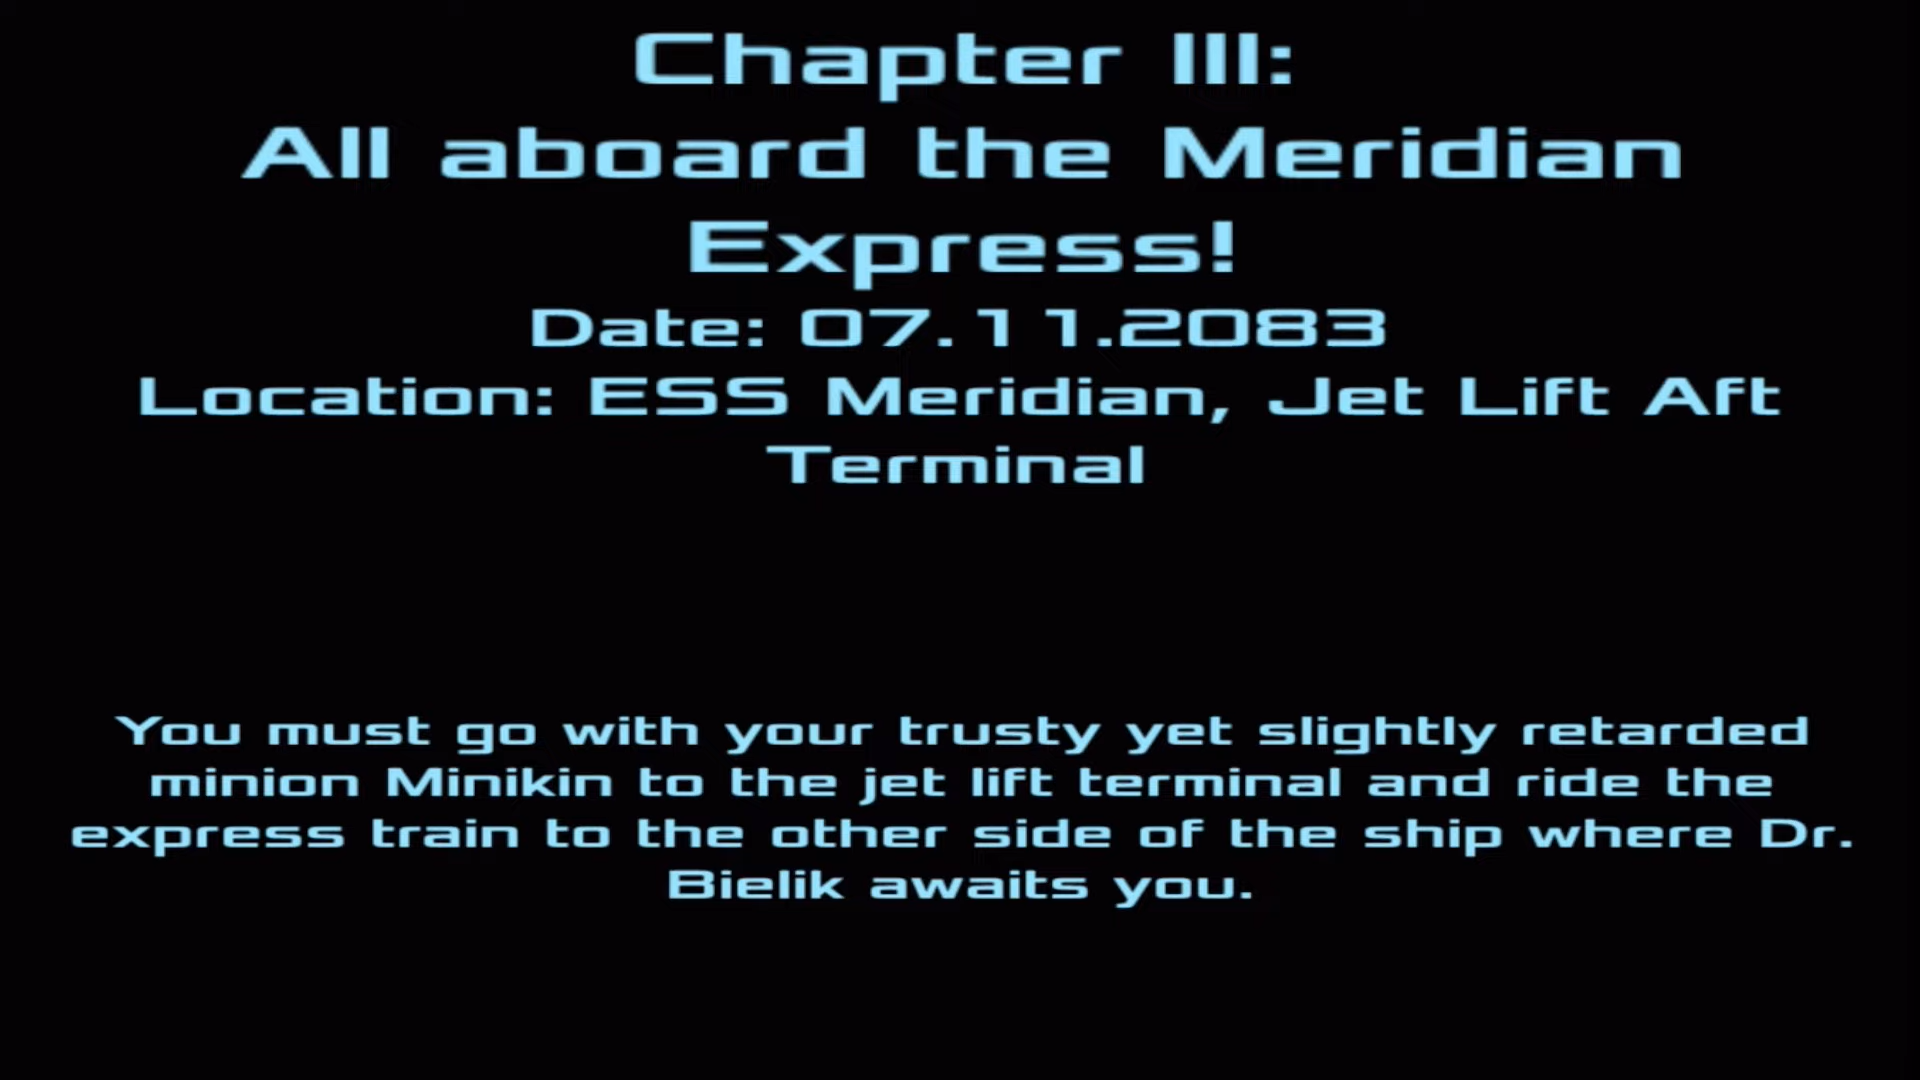 Chapter III:
All aboard the Meridian
Express!
Date: 07.11.2083
Location: ESS Meridian, Jet Lift Aft
Terminal
You must go with your trusty yet slightly retarded
minion Minikin to the jet lift terminal and ride the
express train to the other side of the ship where Dr.
Bielik awaits you.